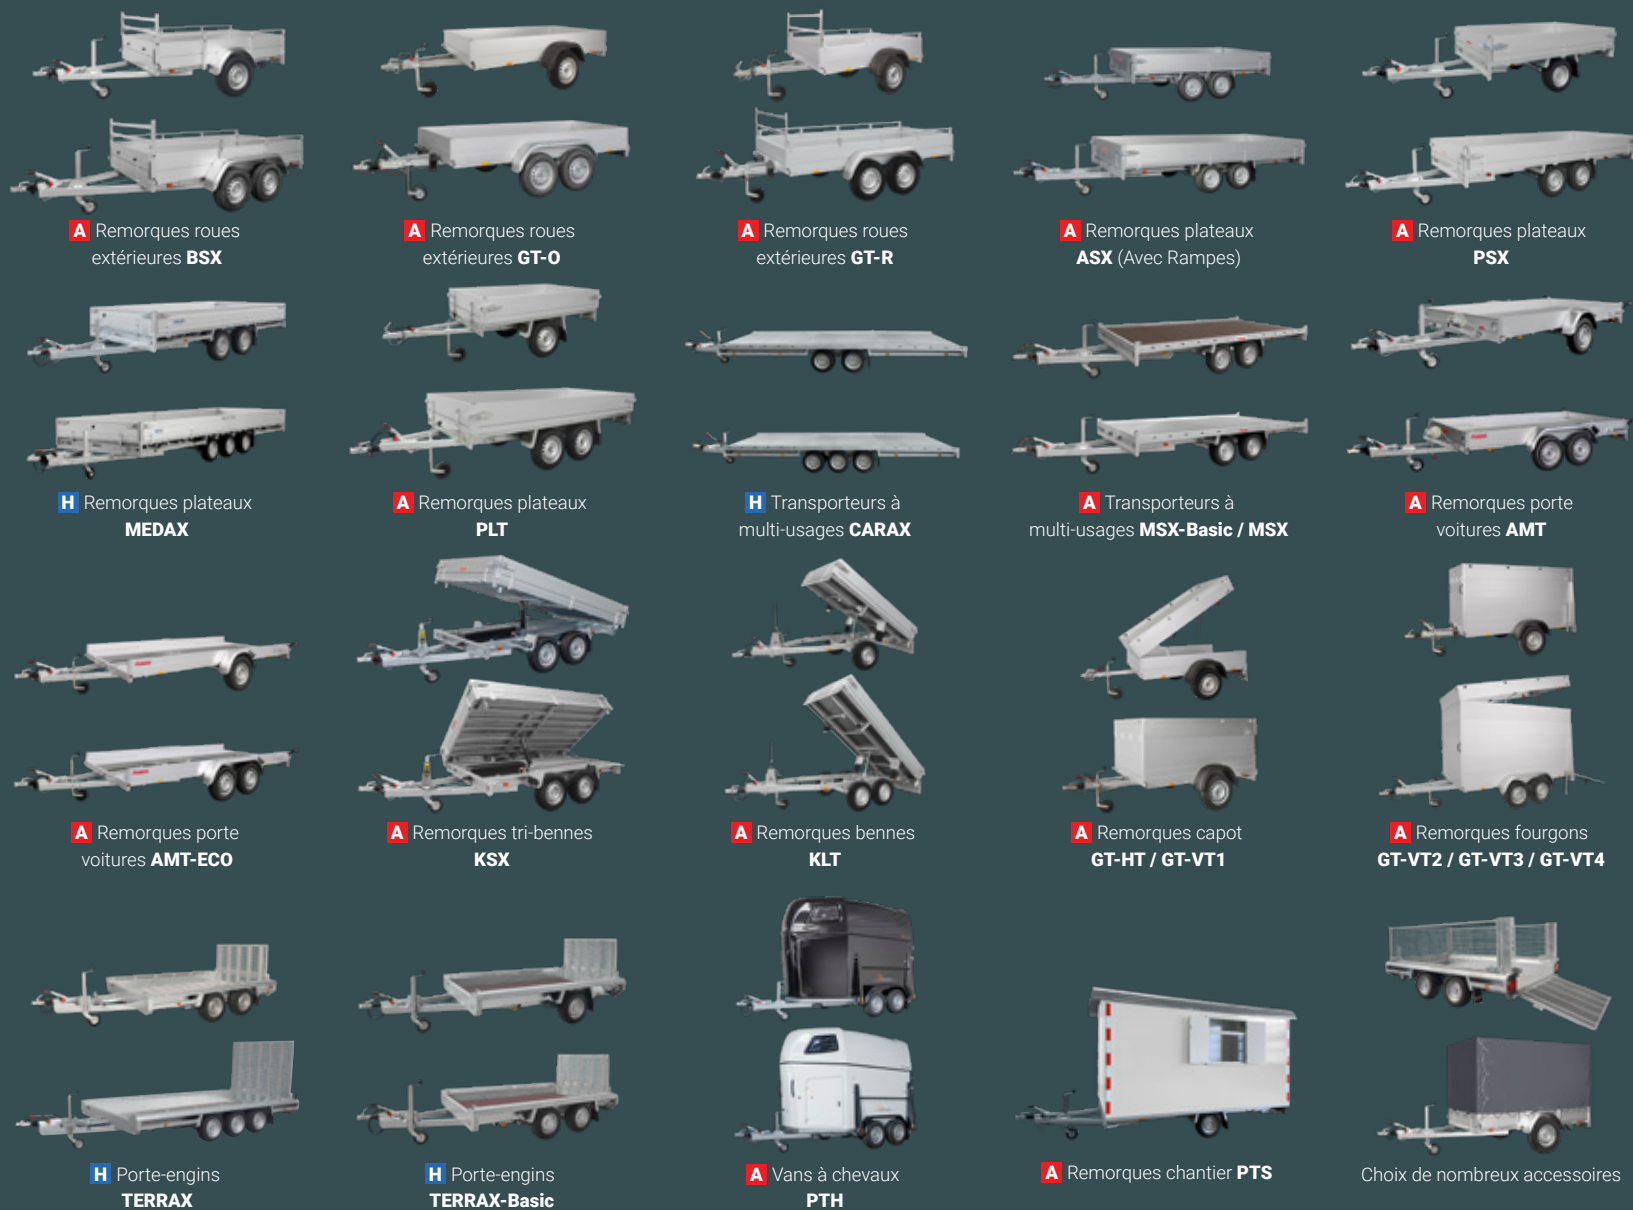 A Remorques roues
extérieures BSX
A Remorques roues
extérieures GT-O
A Remorques roues
extérieures GT-R
A Remorques plateaux
ASX (Avec Rampes)
A Remorques plateaux
PSX
H Remorques plateaux
MEDAX
A Remorques plateaux
PLT
H Transporteurs à
multi-usages CARAX
A Transporteurs à
multi-usages MSX-Basic / MSX
A Remorques porte
voitures AMT
A Remorques porte
voitures AMT-ECO
A Remorques tri-bennes
KSX
A Remorques bennes
KLT
A Remorques capot
GT-HT / GT-VT1
A Remorques fourgons
GT-VT2 / GT-VT3 / GT-VT4
H Porte-engins
TERRAX
H Porte-engins
TERRAX-Basic
A Vans à chevaux
PTH
A Remorques chantier PTS
Choix de nombreux accessoires